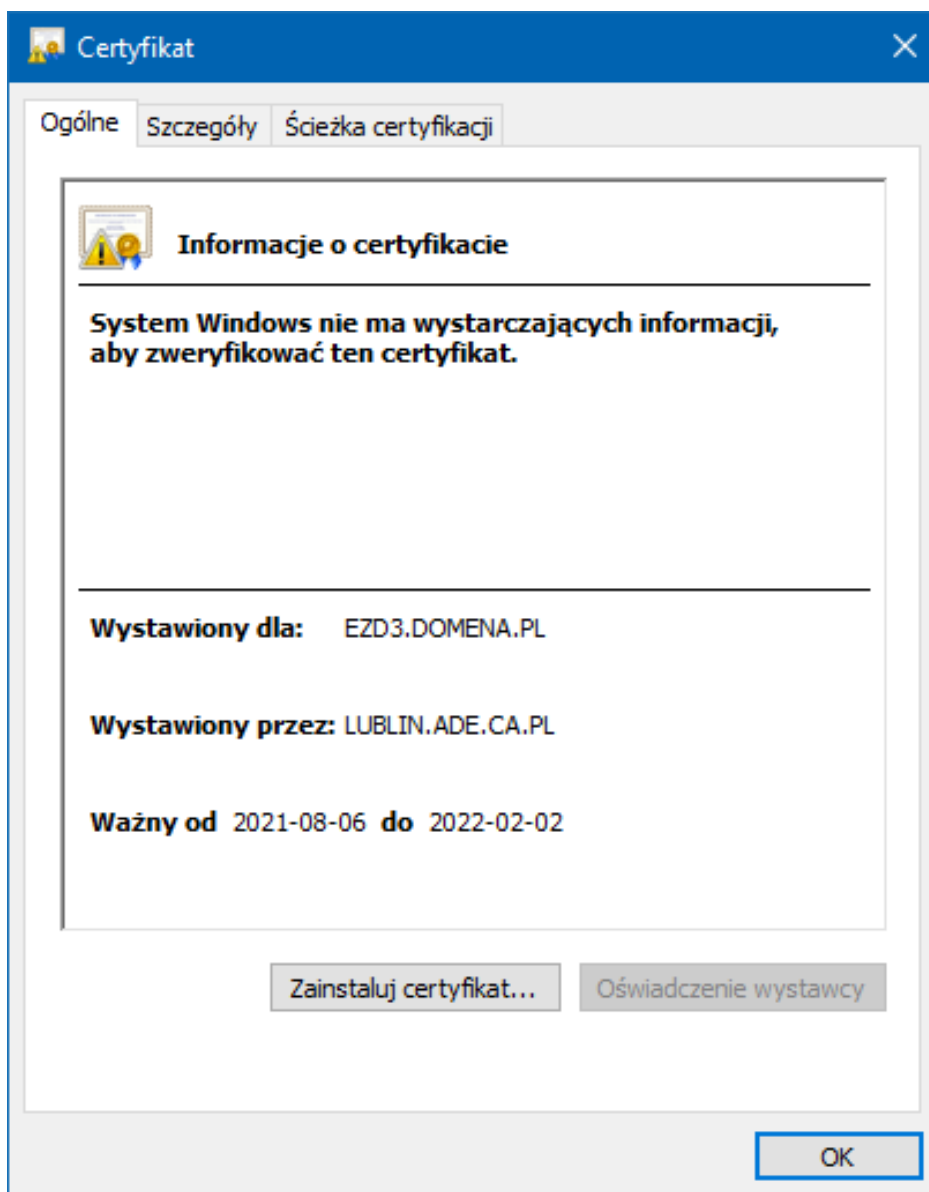 Certyfikat
Ogólne Szczegóły Ścieżka certyfikacji
Informacje o certyfikacie
System Windows nie ma wystarczających informacji,
aby zweryfikować ten certyfikat.
Wystawiony dla: EZD3.DOMENA.PL
Wystawiony przez: LUBLIN.ADE.CA.PL
Ważny od 2021-08-06 do 2022-02-02
Zainstaluj certyfikat... Oświadczenie wystawcy
OK